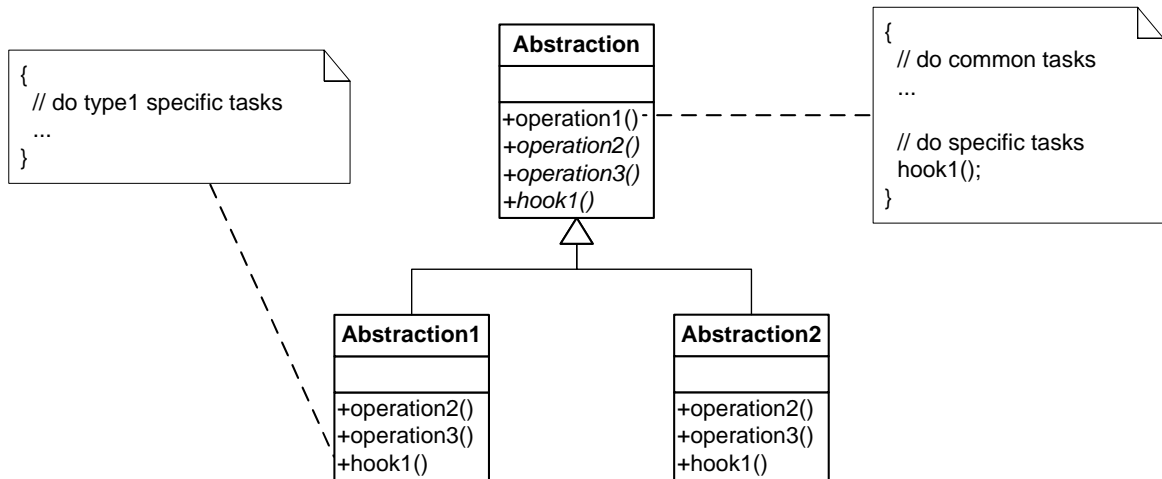 {
// do type1 specific tasks
...
}
Abstraction
+operation1()
+operation2()
+operation3()
+hook1()
{
// do common tasks
...
// do specific tasks
hook1();
}
Abstraction1
+operation2()
+operation3()
+hook1()
Abstraction2
+operation2()
+operation3()
+hook1()